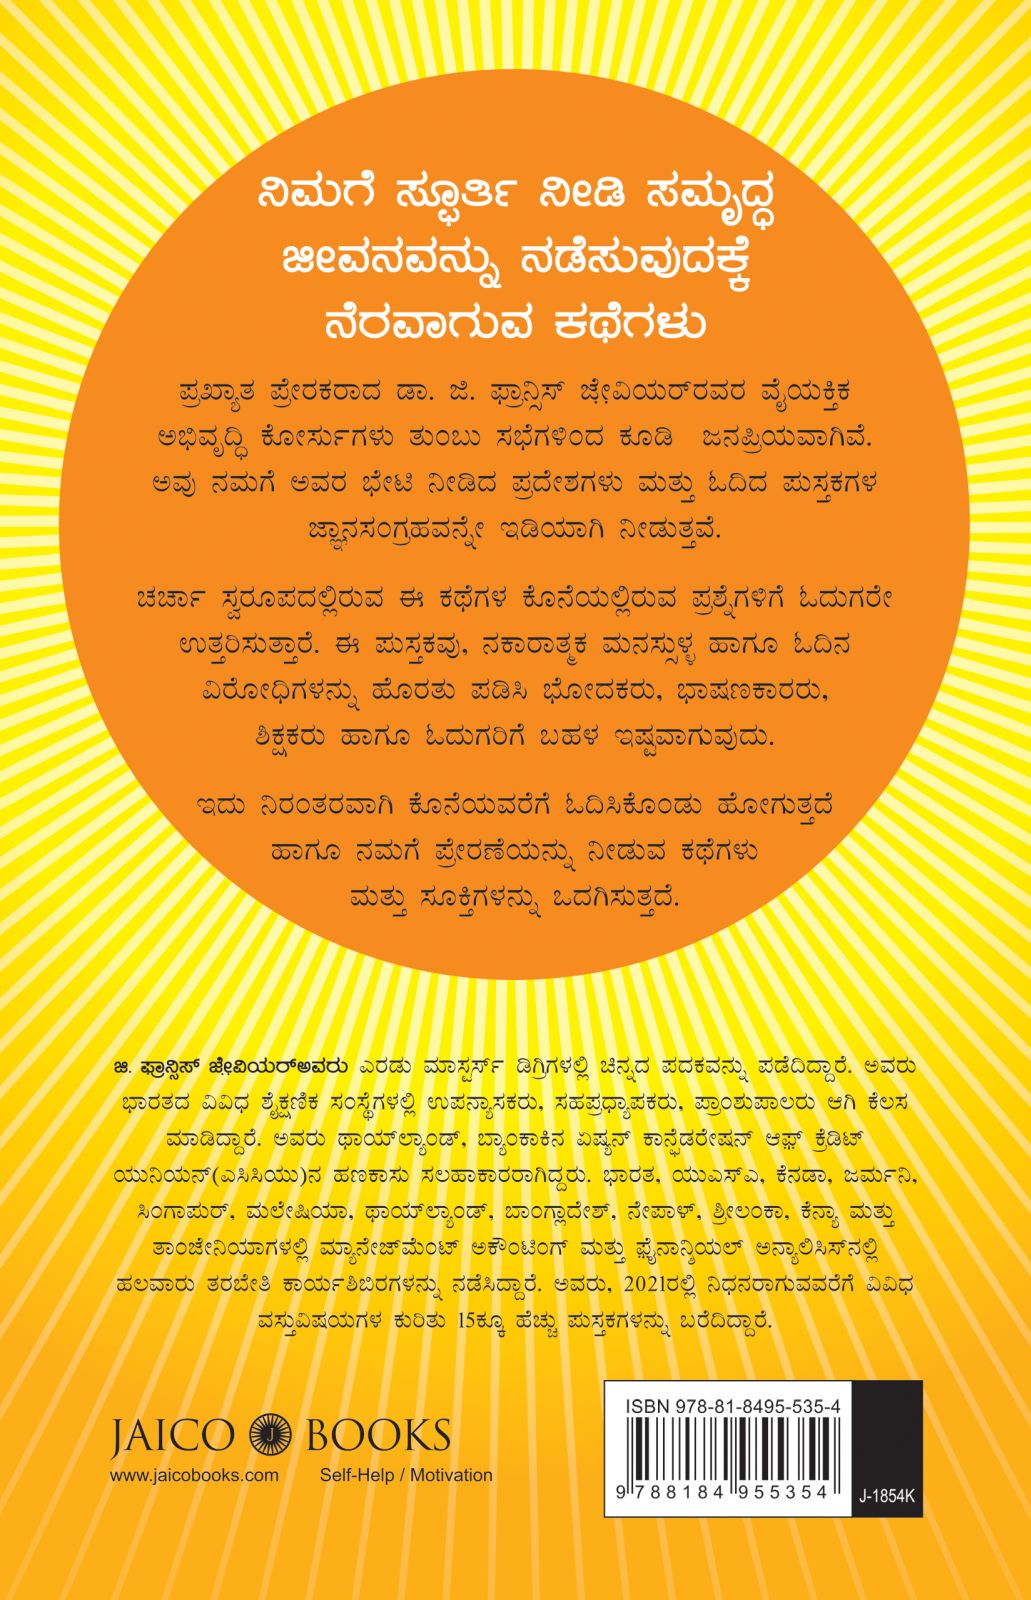 ನಿಮಗೆ ಸ್ಫೂರ್ತಿ ನೀಡಿ ಸಮೃದ್ಧ
ಜೀವನವನ್ನು ನಡೆಸುವುದಕ್ಕೆ
ನೆರವಾಗುವ ಕಥೆಗಳು
ಪ್ರಖ್ಯಾತ ಪ್ರೇರಕರಾದ ಡಾ. ಜಿ. ಫ್ರಾನ್ಸಿಸ್ ಜ಼ೇವಿಯರ್‌ರವರ ವೈಯಕ್ತಿಕ
ಅಭಿವೃದ್ಧಿ ಕೋರ್ಸುಗಳು ತುಂಬು ಸಭೆಗಳಿಂದ ಕೂಡಿ ಜನಪ್ರಿಯವಾಗಿವೆ.
ಅವು ನಮಗೆ ಅವರ ಭೇಟಿ ನೀಡಿದ ಪ್ರದೇಶಗಳು ಮತ್ತು ಓದಿದ ಪುಸ್ತಕಗಳ
ಜ್ಞಾನಸಂಗ್ರಹವನ್ನೇ ಇಡಿಯಾಗಿ ನೀಡುತ್ತವೆ.
ಚರ್ಚಾ ಸ್ವರೂಪದಲ್ಲಿರುವ ಈ ಕಥೆಗಳ ಕೊನೆಯಲ್ಲಿರುವ ಪ್ರಶ್ನೆಗಳಿಗೆ ಓದುಗರೇ
ಉತ್ತರಿಸುತ್ತಾರೆ. ಈ ಪುಸ್ತಕವು, ನಕಾರಾತ್ಮಕ ಮನಸ್ಸುಳ್ಳ ಹಾಗೂ ಓದಿನ
ವಿರೋಧಿಗಳನ್ನು ಹೊರತು ಪಡಿಸಿ ಭೋದಕರು, ಭಾಷಣಕಾರರು,
ಶಿಕ್ಷಕರು ಹಾಗೂ ಓದುಗರಿಗೆ ಬಹಳ ಇಷ್ಟವಾಗುವುದು.
ಇದು ನಿರಂತರವಾಗಿ ಕೊನೆಯವರೆಗೆ ಓದಿಸಿಕೊಂಡು ಹೋಗುತ್ತದೆ
ಹಾಗೂ ನಮಗೆ ಪ್ರೇರಣೆಯನ್ನು ನೀಡುವ ಕಥೆಗಳು
ಮತ್ತು ಸೂಕ್ತಿಗಳನ್ನು ಒದಗಿಸುತ್ತದೆ.
ಜಿ. ಫ್ರಾನ್ಸಿಸ್ ಜ಼ೇವಿಯರ್‌ಅವರು ಎರಡು ಮಾಸ್ಟರ್ಸ್ ಡಿಗ್ರಿಗಳಲ್ಲಿ ಚಿನ್ನದ ಪದಕವನ್ನು ಪಡೆದಿದ್ದಾರೆ. ಅವರು
ಭಾರತದ ವಿವಿಧ ಶೈಕ್ಷಣಿಕ ಸಂಸ್ಥೆಗಳಲ್ಲಿ ಉಪನ್ಯಾಸಕರು, ಸಹಪ್ರಧ್ಯಾಪಕರು, ಪ್ರಾಂಶುಪಾಲರು ಆಗಿ ಕೆಲಸ
ಮಾಡಿದ್ದಾರೆ. ಅವರು ಥಾಯ್‌ಲ್ಯಾಂಡ್, ಬ್ಯಾಂಕಾಕಿನ ಏಷ್ಯನ್ ಕಾನ್ಫೆಡರೇಷನ್ ಆಫ಼್ ಕ್ರೆಡಿಟ್
ಯುನಿಯನ್(ಎಸಿಸಿಯು)ನ ಹಣಕಾಸು ಸಲಹಾಕಾರರಾಗಿದ್ದರು. ಭಾರತ, ಯುಎಸ್ಎ, ಕೆನಡಾ, ಜರ್ಮನಿ,
ಸಿಂಗಾಪುರ್, ಮಲೇಷಿಯಾ, ಥಾಯ್‌ಲ್ಯಾಂಡ್, ಬಾಂಗ್ಲಾದೇಶ್, ನೇಪಾಳ್, ಶ್ರೀಲಂಕಾ, ಕೆನ್ಯಾ ಮತ್ತು
ತಾಂಜೇನಿಯಾಗಳಲ್ಲಿ ಮ್ಯಾನೇಜ್‌ಮೆಂಟ್ ಅಕೌಂಟಿಂಗ್ ಮತ್ತು ಫ಼ೈನಾನ್ಶಿಯಲ್ ಅನ್ಯಾಲಿಸಿಸ್‌ನಲ್ಲಿ
ಹಲವಾರು ತರಬೇತಿ ಕಾರ್ಯಶಿಬಿರಗಳನ್ನು ನಡೆಸಿದ್ದಾರೆ. ಅವರು, 2021ರಲ್ಲಿ ನಿಧನರಾಗುವವರೆಗೆ ವಿವಿಧ
ವಸ್ತುವಿಷಯಗಳ ಕುರಿತು 15ಕ್ಕೂ ಹೆಚ್ಚು ಪುಸ್ತಕಗಳನ್ನು ಬರೆದಿದ್ದಾರೆ.
JAICO J BOOKS
www.jaicobooks.com Self-Help / Motivation
ISBN 978-81-8495-535-4
9 788184 955354
J-1854K